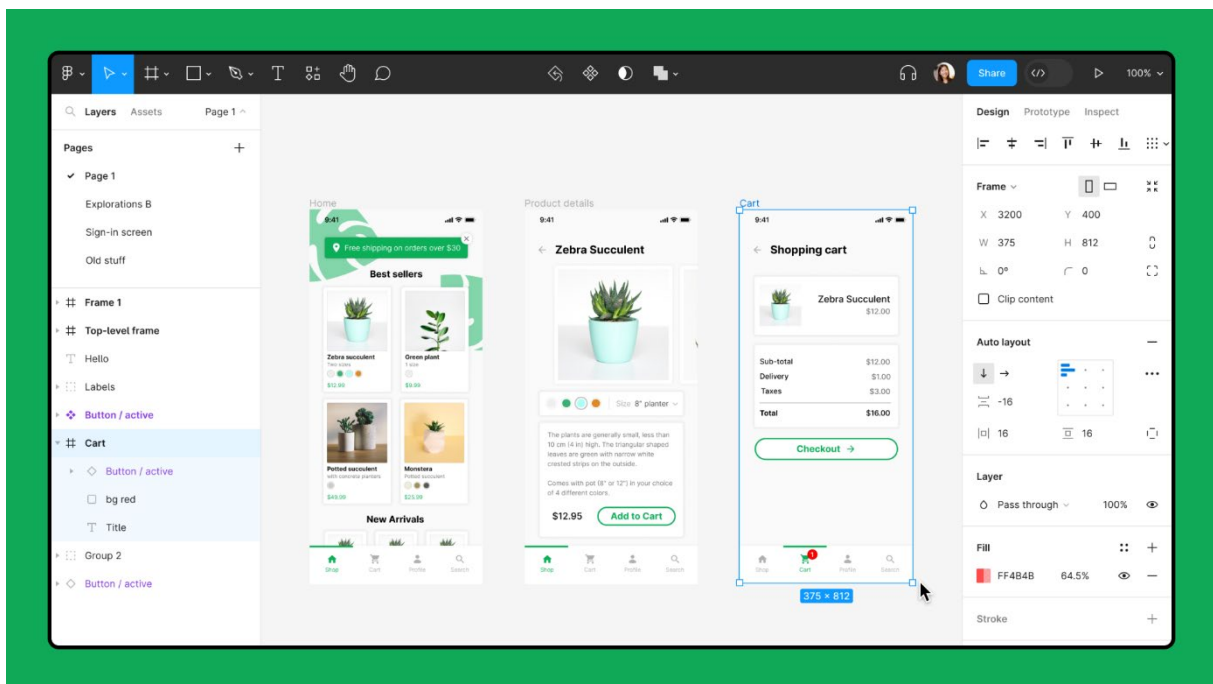 Share
100%
Layers
Assets
Page 1
Pages
Page 1
Explorations B
Sign-in screen
Old stuff
Frame 1
Top-level frame
Hello
Labels
Button / active
Cart
Button / active
bg red
Title
Group 2
Button / active
Home
9:41
Free shipping on orders over $30
Best sellers
Zebra succulent
Two sizes
$12.99
Green plant
1 size
$9.99
Potted succulent
with concrete planters
$49.99
Monstera
Potted succulent
$25.99
New Arrivals
Shop
Cart
Profile
Search
Product details
9:41
← Zebra Succulent
Size 8" planter
The plants are generally small, less than
10 cm (4 in) high. The triangular shaped
leaves are green with narrow white
crested strips on the outside.
Comes with pot (8" or 12") in your choice
of 4 different colors.
$12.95
Add to Cart
Shop
Cart
Profile
Search
Cart
9:41
← Shopping cart
Zebra Succulent
$12.00
Sub-total $12.00
Delivery $1.00
Taxes $3.00
Total $16.00
Checkout →
1
Shop
Cart
Profile
Search
375 × 812
Design
Prototype
Inspect
Frame
X 3200
Y 400
W 375
H 812
0°
0
Clip content
Auto layout
-16
16
16
Layer
Pass through
100%
Fill
FF4B4B
64.5%
Stroke